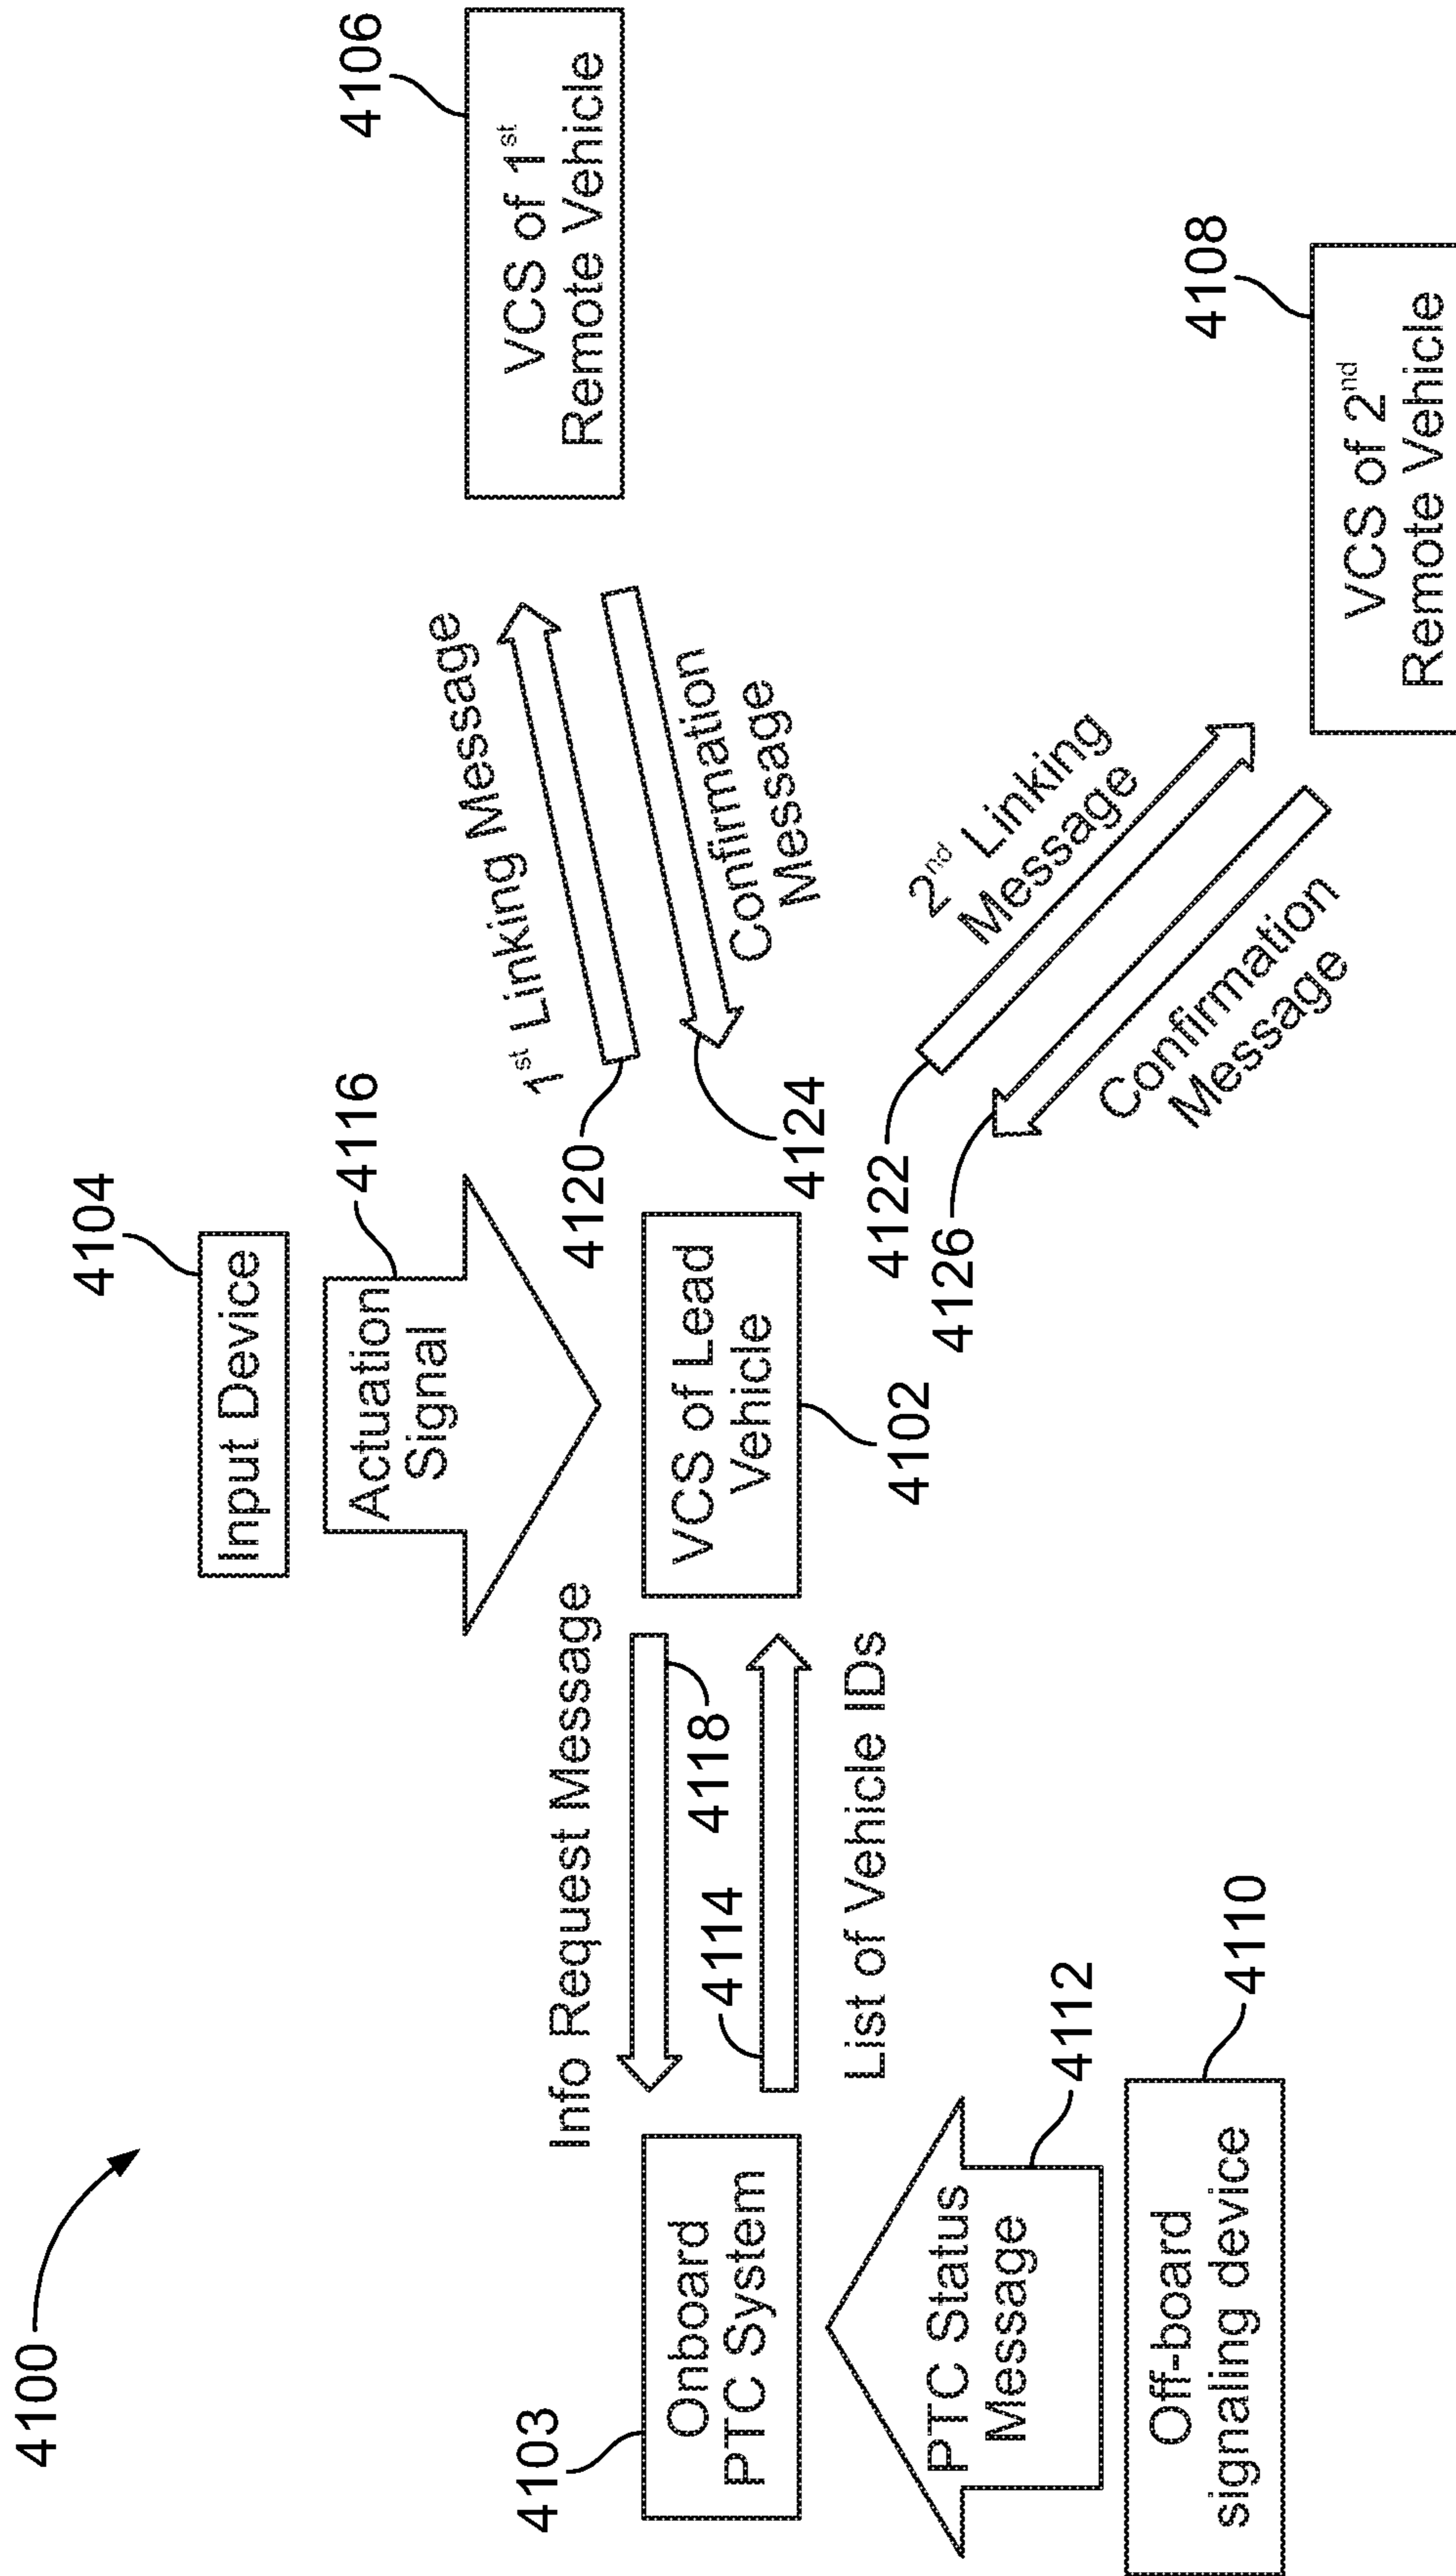 4100
4104
Input Device
4116
Actuation
Signal
4106
VCS of 1st
Remote Vehicle
1st Linking Message
4120
Confirmation
Message
4124
Info Request Message
4118
4103
Onboard
PTC System
VCS of Lead
Vehicle
4102
4114
List of Vehicle IDs
4122
2nd Linking
Message
4126
Confirmation
Message
4108
VCS of 2nd
Remote Vehicle
PTC Status
Message
4112
Off-board
signaling device
4110